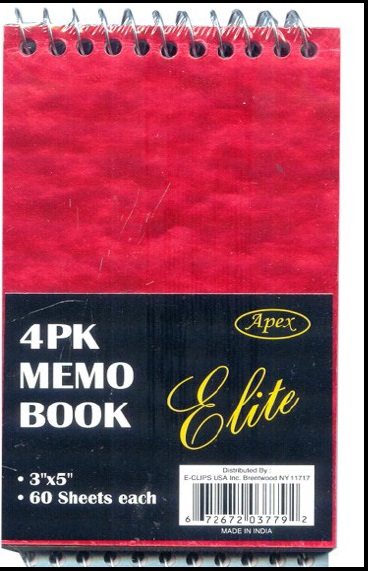 Apex
4PK
MEMO
BOOK
Elite
• 3"x5"
• 60 Sheets each
Distributed By :
E-CLIPS USA Inc. Brentwood NY 11717
6 72672 03779 2
MADE IN INDIA